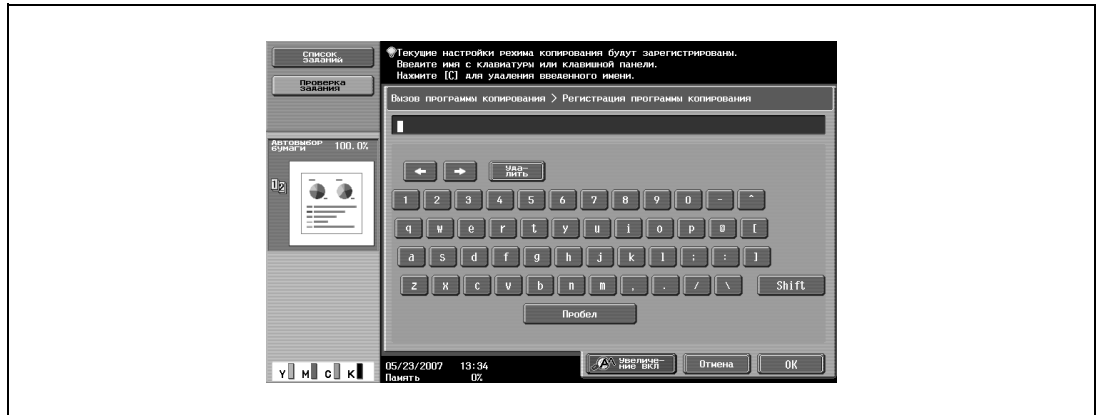 Список
заданий
Проверка
задания
Текущие настройки режима копирования будут зарегистрированы.
Введите имя с клавиатуры или клавишной панели.
Нажмите [C] для удаления введенного имени.
Вызов программы копирования > Регистрация программы копирования
Автовыбор
бумаги 100.0%
12
← → Уда-
лить
1 2 3 4 5 6 7 8 9 0 - ^
q w e r t y u i o p @ [
a s d f g h j k l ; : ]
z x c v b n m , . / \ Shift
Пробел
Y M C K
05/23/2007 13:34
Память 0%
Увеличе-
ние вкл
Отмена
OK